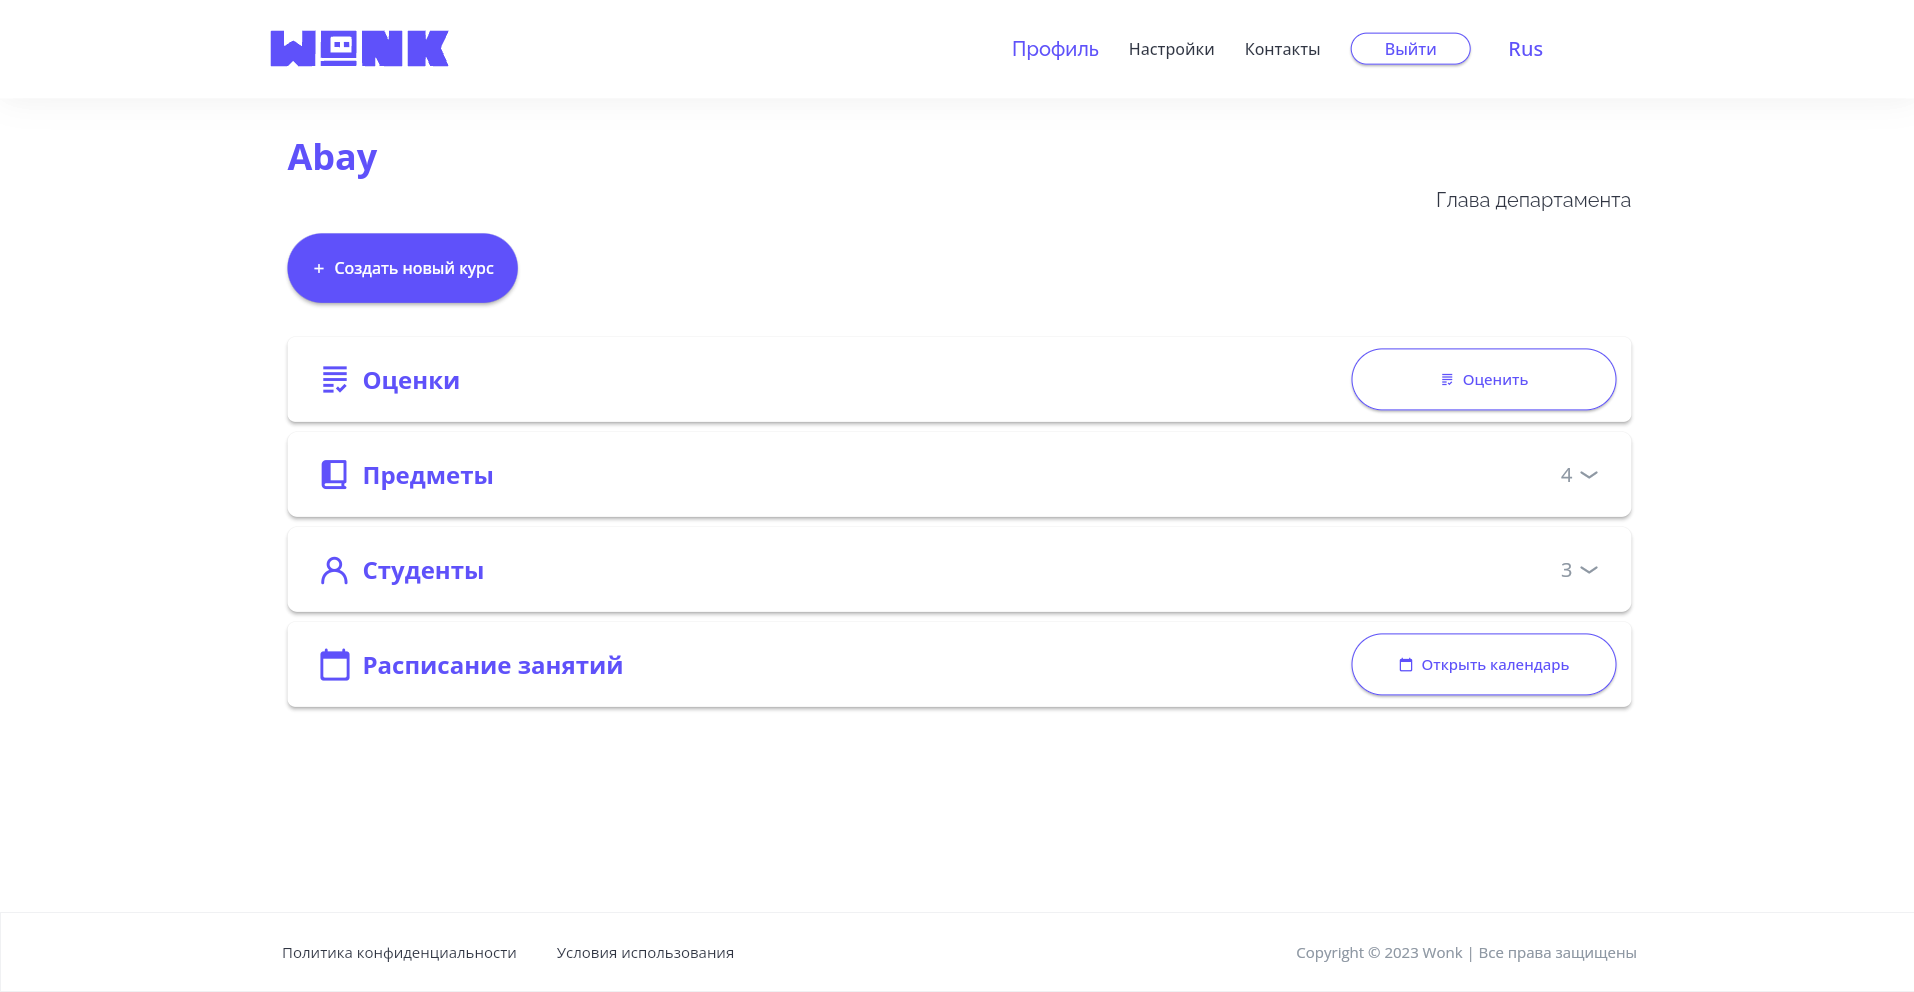 WONK
Профиль Настройки Контакты Выйти Rus
Abay
Глава департамента
+ Создать новый курс
Оценки Оценить
Предметы 4
Студенты 3
Расписание занятий Открыть календарь
Политика конфиденциальности Условия использования Copyright © 2023 Wonk | Все права защищены